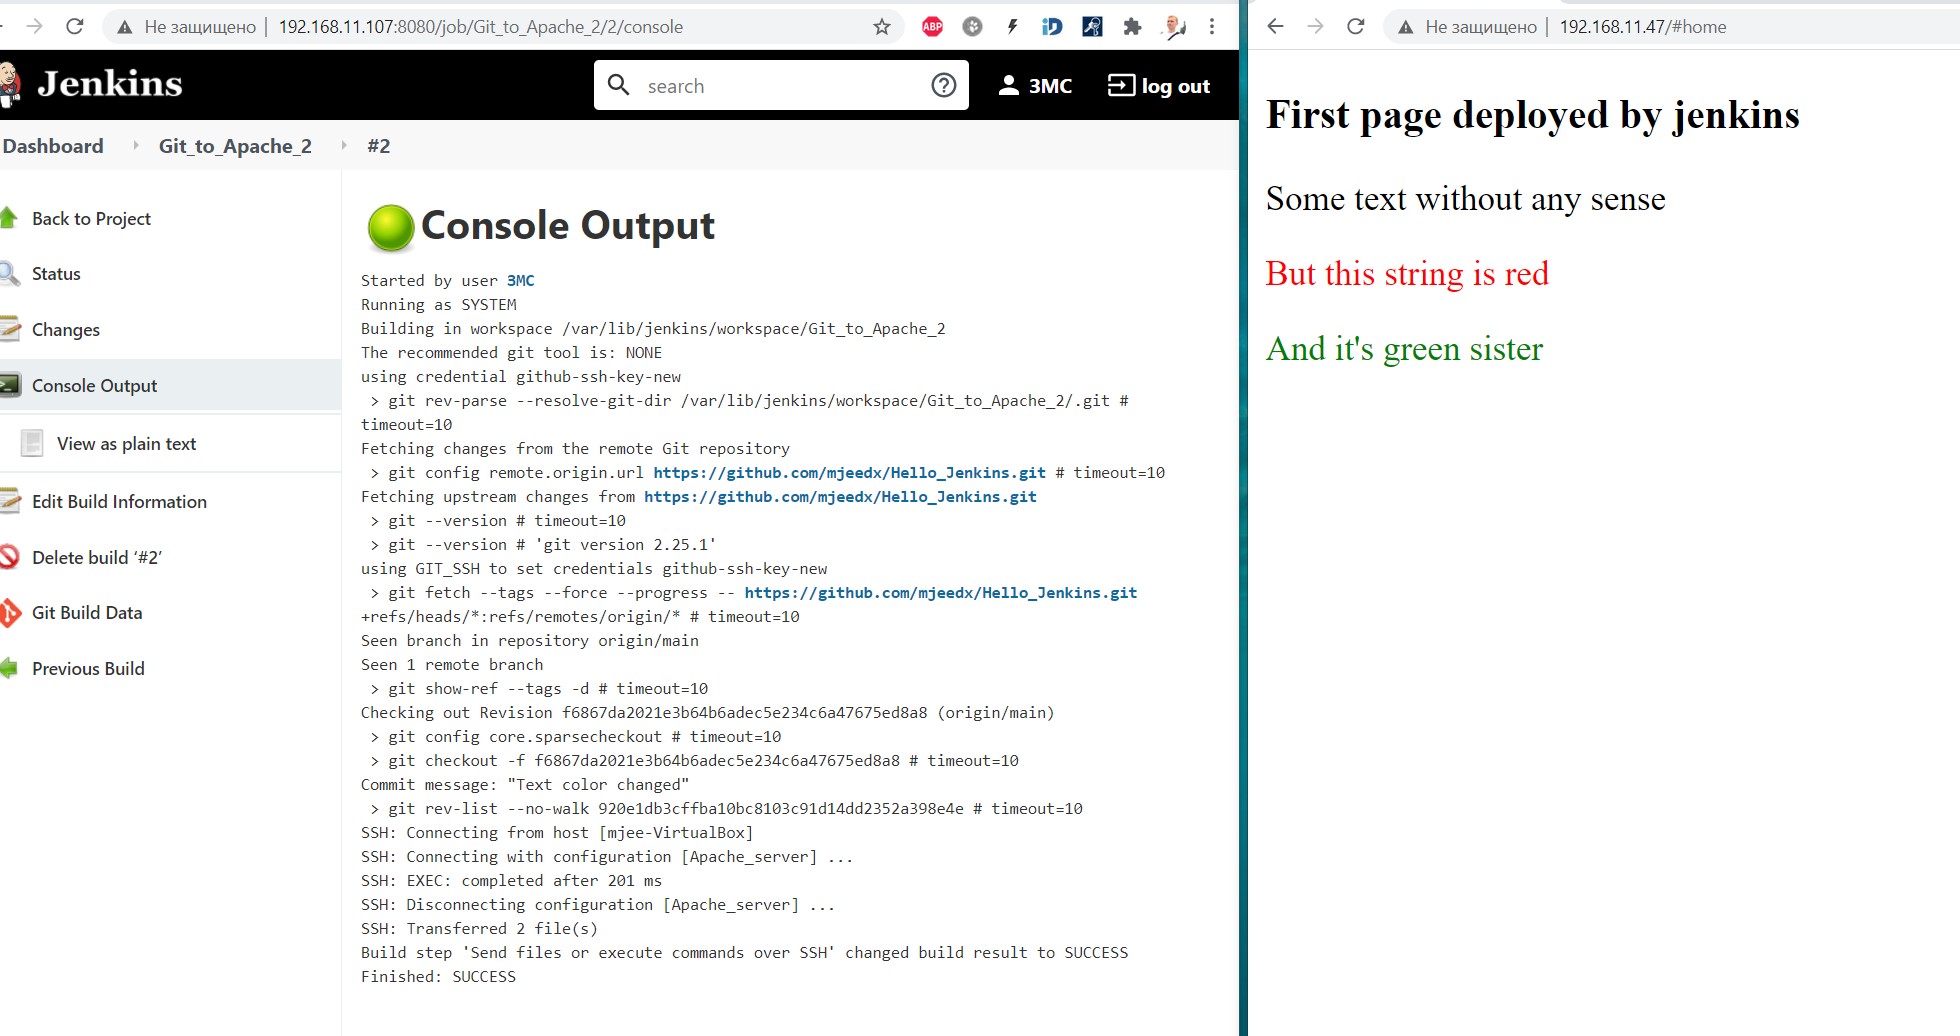 Не защищено | 192.168.11.107:8080/job/Git_to_Apache_2/2/console
ABP
iD
Jenkins
search
3MC
log out
Dashboard
Git_to_Apache_2
#2
Back to Project
Status
Changes
Console Output
View as plain text
Edit Build Information
Delete build ‘#2’
Git Build Data
Previous Build
Console Output
Started by user 3MC
Running as SYSTEM
Building in workspace /var/lib/jenkins/workspace/Git_to_Apache_2
The recommended git tool is: NONE
using credential github-ssh-key-new
> git rev-parse --resolve-git-dir /var/lib/jenkins/workspace/Git_to_Apache_2/.git #
timeout=10
Fetching changes from the remote Git repository
> git config remote.origin.url https://github.com/mjeedx/Hello_Jenkins.git # timeout=10
Fetching upstream changes from https://github.com/mjeedx/Hello_Jenkins.git
> git --version # timeout=10
> git --version # 'git version 2.25.1'
using GIT_SSH to set credentials github-ssh-key-new
> git fetch --tags --force --progress -- https://github.com/mjeedx/Hello_Jenkins.git
+refs/heads/*:refs/remotes/origin/* # timeout=10
Seen branch in repository origin/main
Seen 1 remote branch
> git show-ref --tags -d # timeout=10
Checking out Revision f6867da2021e3b64b6adec5e234c6a47675ed8a8 (origin/main)
> git config core.sparsecheckout # timeout=10
> git checkout -f f6867da2021e3b64b6adec5e234c6a47675ed8a8 # timeout=10
Commit message: "Text color changed"
> git rev-list --no-walk 920e1db3cffba10bc8103c91d14dd2352a398e4e # timeout=10
SSH: Connecting from host [mjee-VirtualBox]
SSH: Connecting with configuration [Apache_server] ...
SSH: EXEC: completed after 201 ms
SSH: Disconnecting configuration [Apache_server] ...
SSH: Transferred 2 file(s)
Build step 'Send files or execute commands over SSH' changed build result to SUCCESS
Finished: SUCCESS
Не защищено | 192.168.11.47/#home
First page deployed by jenkins
Some text without any sense
But this string is red
And it's green sister